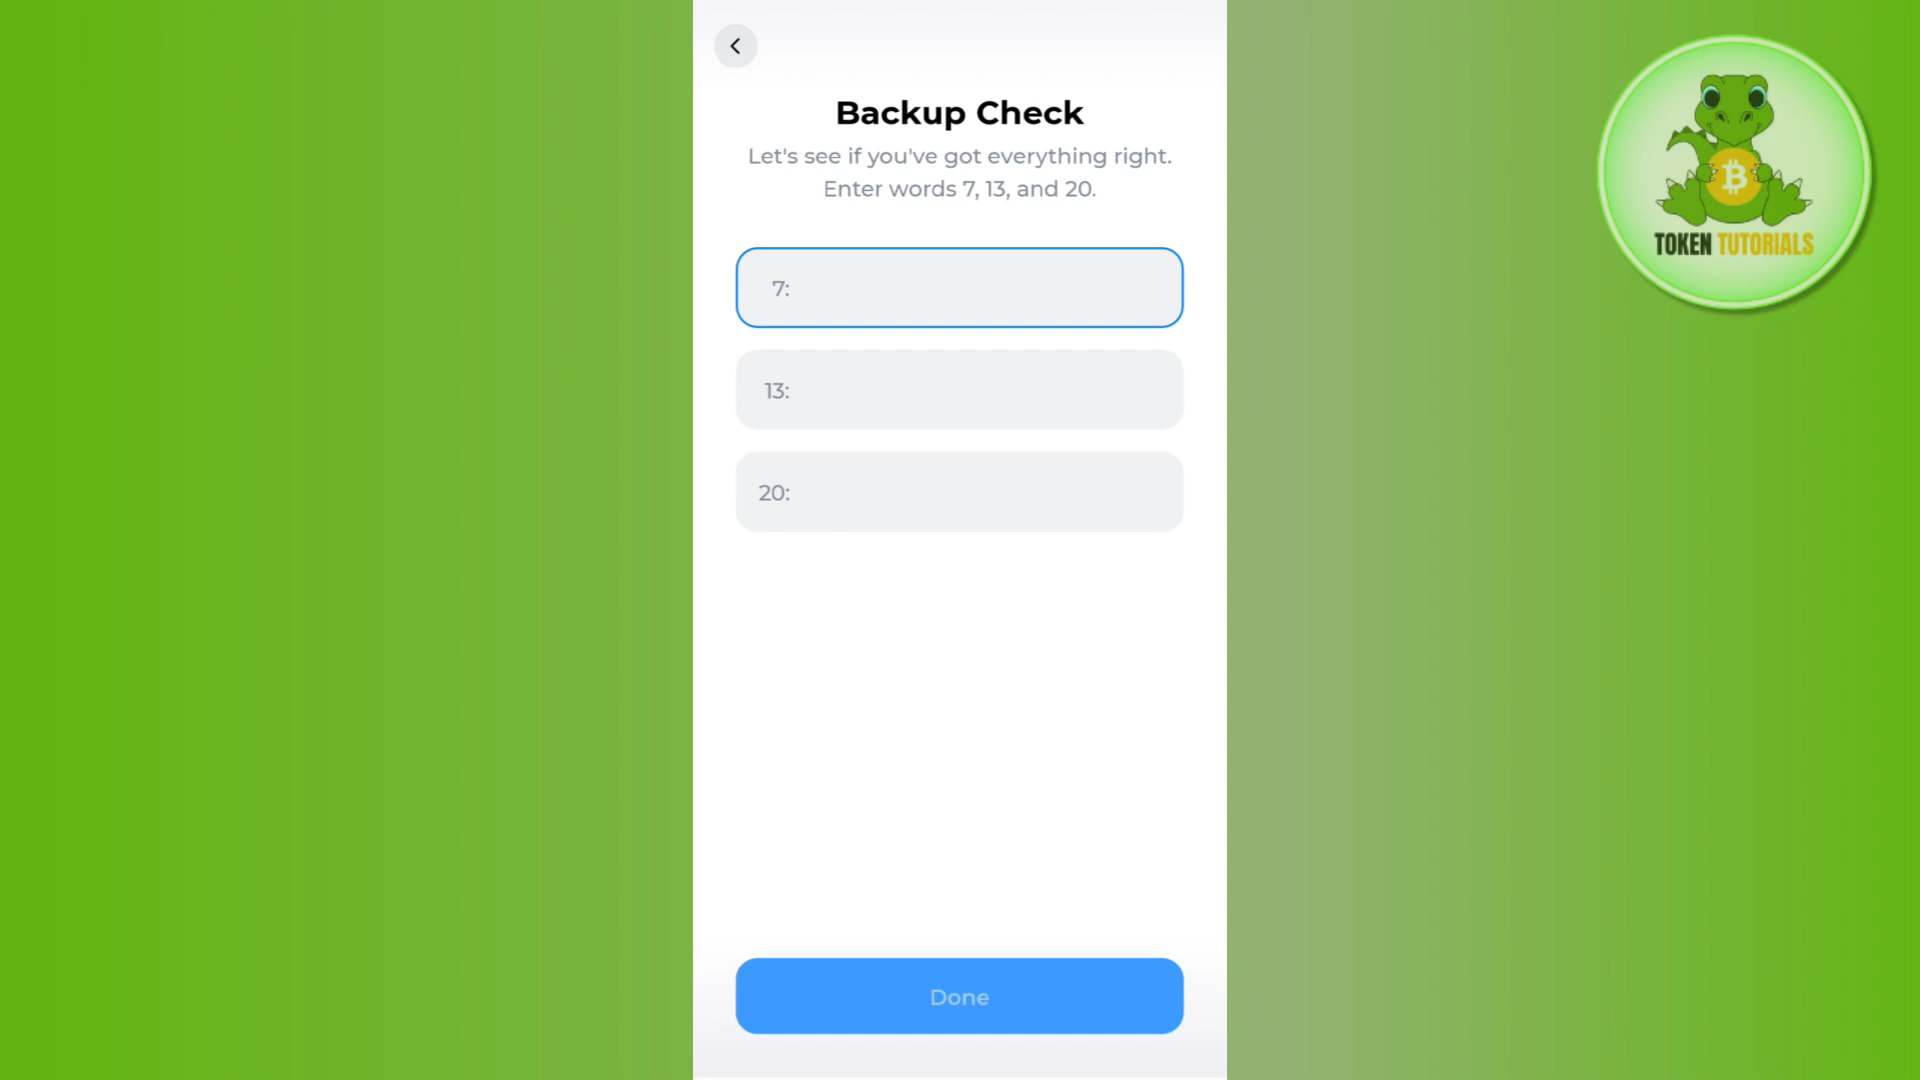 Backup Check
Let's see if you've got everything right.
Enter words 7, 13, and 20.
7:
13:
20:
Done
₿
TOKEN TUTORIALS